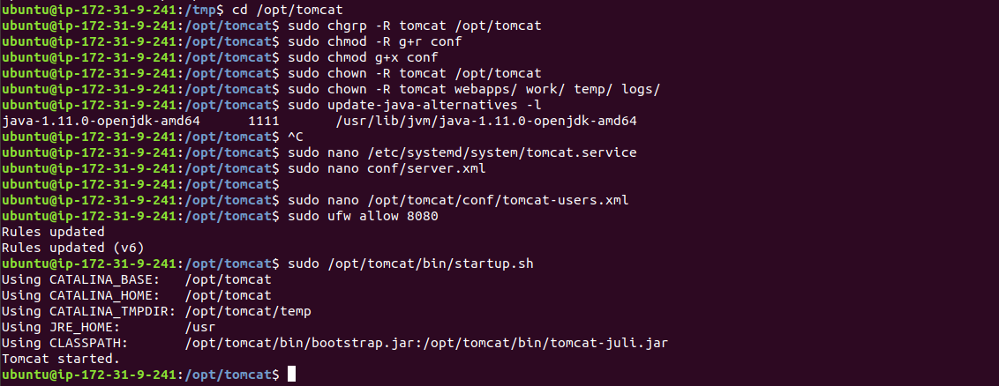 ubuntu@ip-172-31-9-241:/tmp$ cd /opt/tomcat
ubuntu@ip-172-31-9-241:/opt/tomcat$ sudo chgrp -R tomcat /opt/tomcat
ubuntu@ip-172-31-9-241:/opt/tomcat$ sudo chmod -R g+r conf
ubuntu@ip-172-31-9-241:/opt/tomcat$ sudo chmod g+x conf
ubuntu@ip-172-31-9-241:/opt/tomcat$ sudo chown -R tomcat /opt/tomcat
ubuntu@ip-172-31-9-241:/opt/tomcat$ sudo chown -R tomcat webapps/ work/ temp/ logs/
ubuntu@ip-172-31-9-241:/opt/tomcat$ sudo update-java-alternatives -l
java-1.11.0-openjdk-amd64      1111       /usr/lib/jvm/java-1.11.0-openjdk-amd64
ubuntu@ip-172-31-9-241:/opt/tomcat$ ^C
ubuntu@ip-172-31-9-241:/opt/tomcat$ sudo nano /etc/systemd/system/tomcat.service
ubuntu@ip-172-31-9-241:/opt/tomcat$ sudo nano conf/server.xml
ubuntu@ip-172-31-9-241:/opt/tomcat$
ubuntu@ip-172-31-9-241:/opt/tomcat$ sudo nano /opt/tomcat/conf/tomcat-users.xml
ubuntu@ip-172-31-9-241:/opt/tomcat$ sudo ufw allow 8080
Rules updated
Rules updated (v6)
ubuntu@ip-172-31-9-241:/opt/tomcat$ sudo /opt/tomcat/bin/startup.sh
Using CATALINA_BASE:   /opt/tomcat
Using CATALINA_HOME:   /opt/tomcat
Using CATALINA_TMPDIR: /opt/tomcat/temp
Using JRE_HOME:        /usr
Using CLASSPATH:       /opt/tomcat/bin/bootstrap.jar:/opt/tomcat/bin/tomcat-juli.jar
Tomcat started.
ubuntu@ip-172-31-9-241:/opt/tomcat$